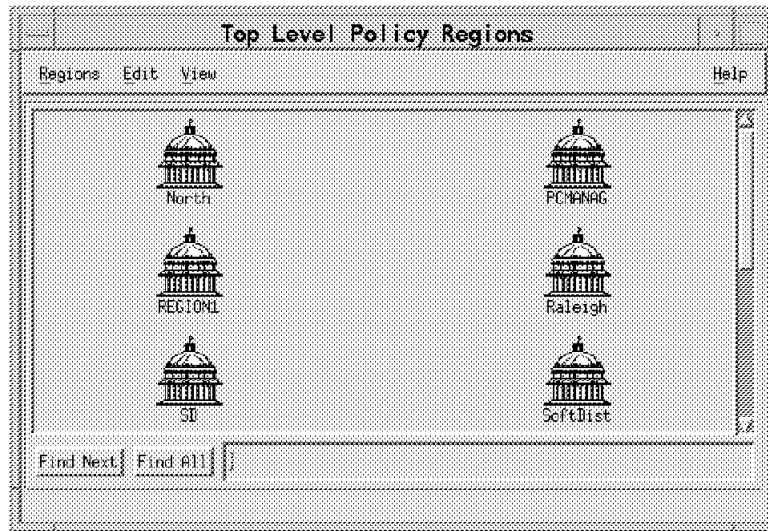 Top Level Policy Regions
Regions Edit View Help
North PCMANAG
REGION1 Raleigh
SD SoftDist
Find Next Find All